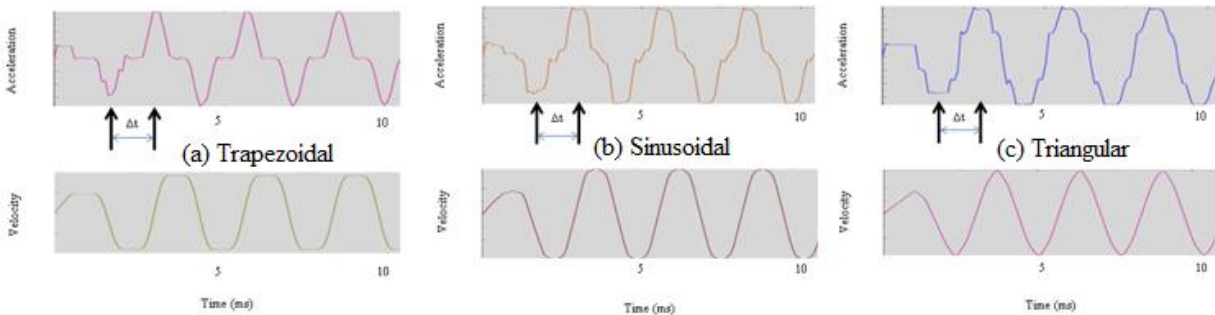 Acceleration
5
10
Δt
(a) Trapezoidal
Velocity
5
10
Time (ms)
Acceleration
5
10
Δt
(b) Sinusoidal
Velocity
5
10
Time (ms)
Acceleration
5
10
Δt
(c) Triangular
Velocity
5
10
Time (ms)